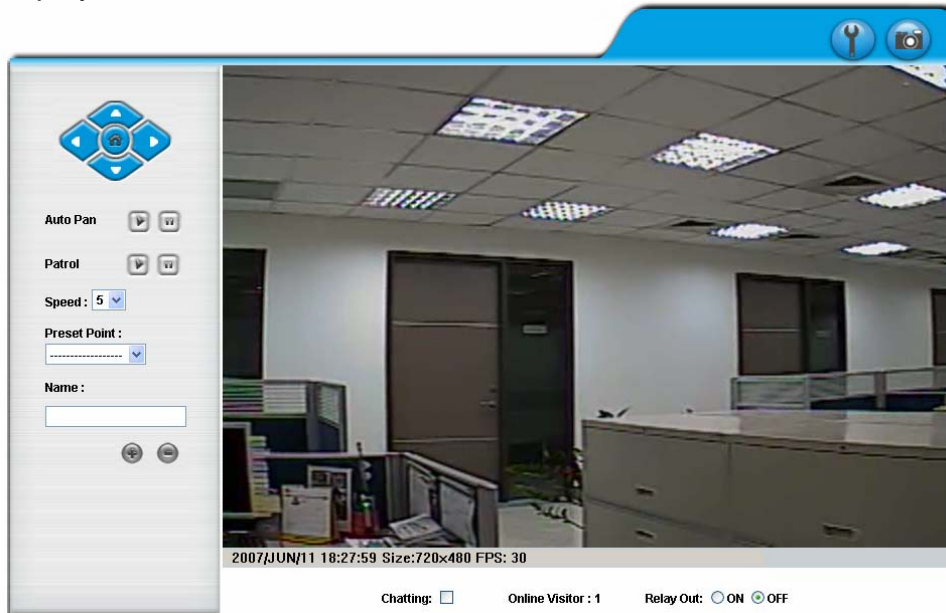 Auto Pan
Patrol
Speed : 5
Preset Point :
-----------------
Name :
2007/JUN/11 18:27:59 Size:720x480 FPS: 30
Chatting: Online Visitor : 1 Relay Out: ON OFF